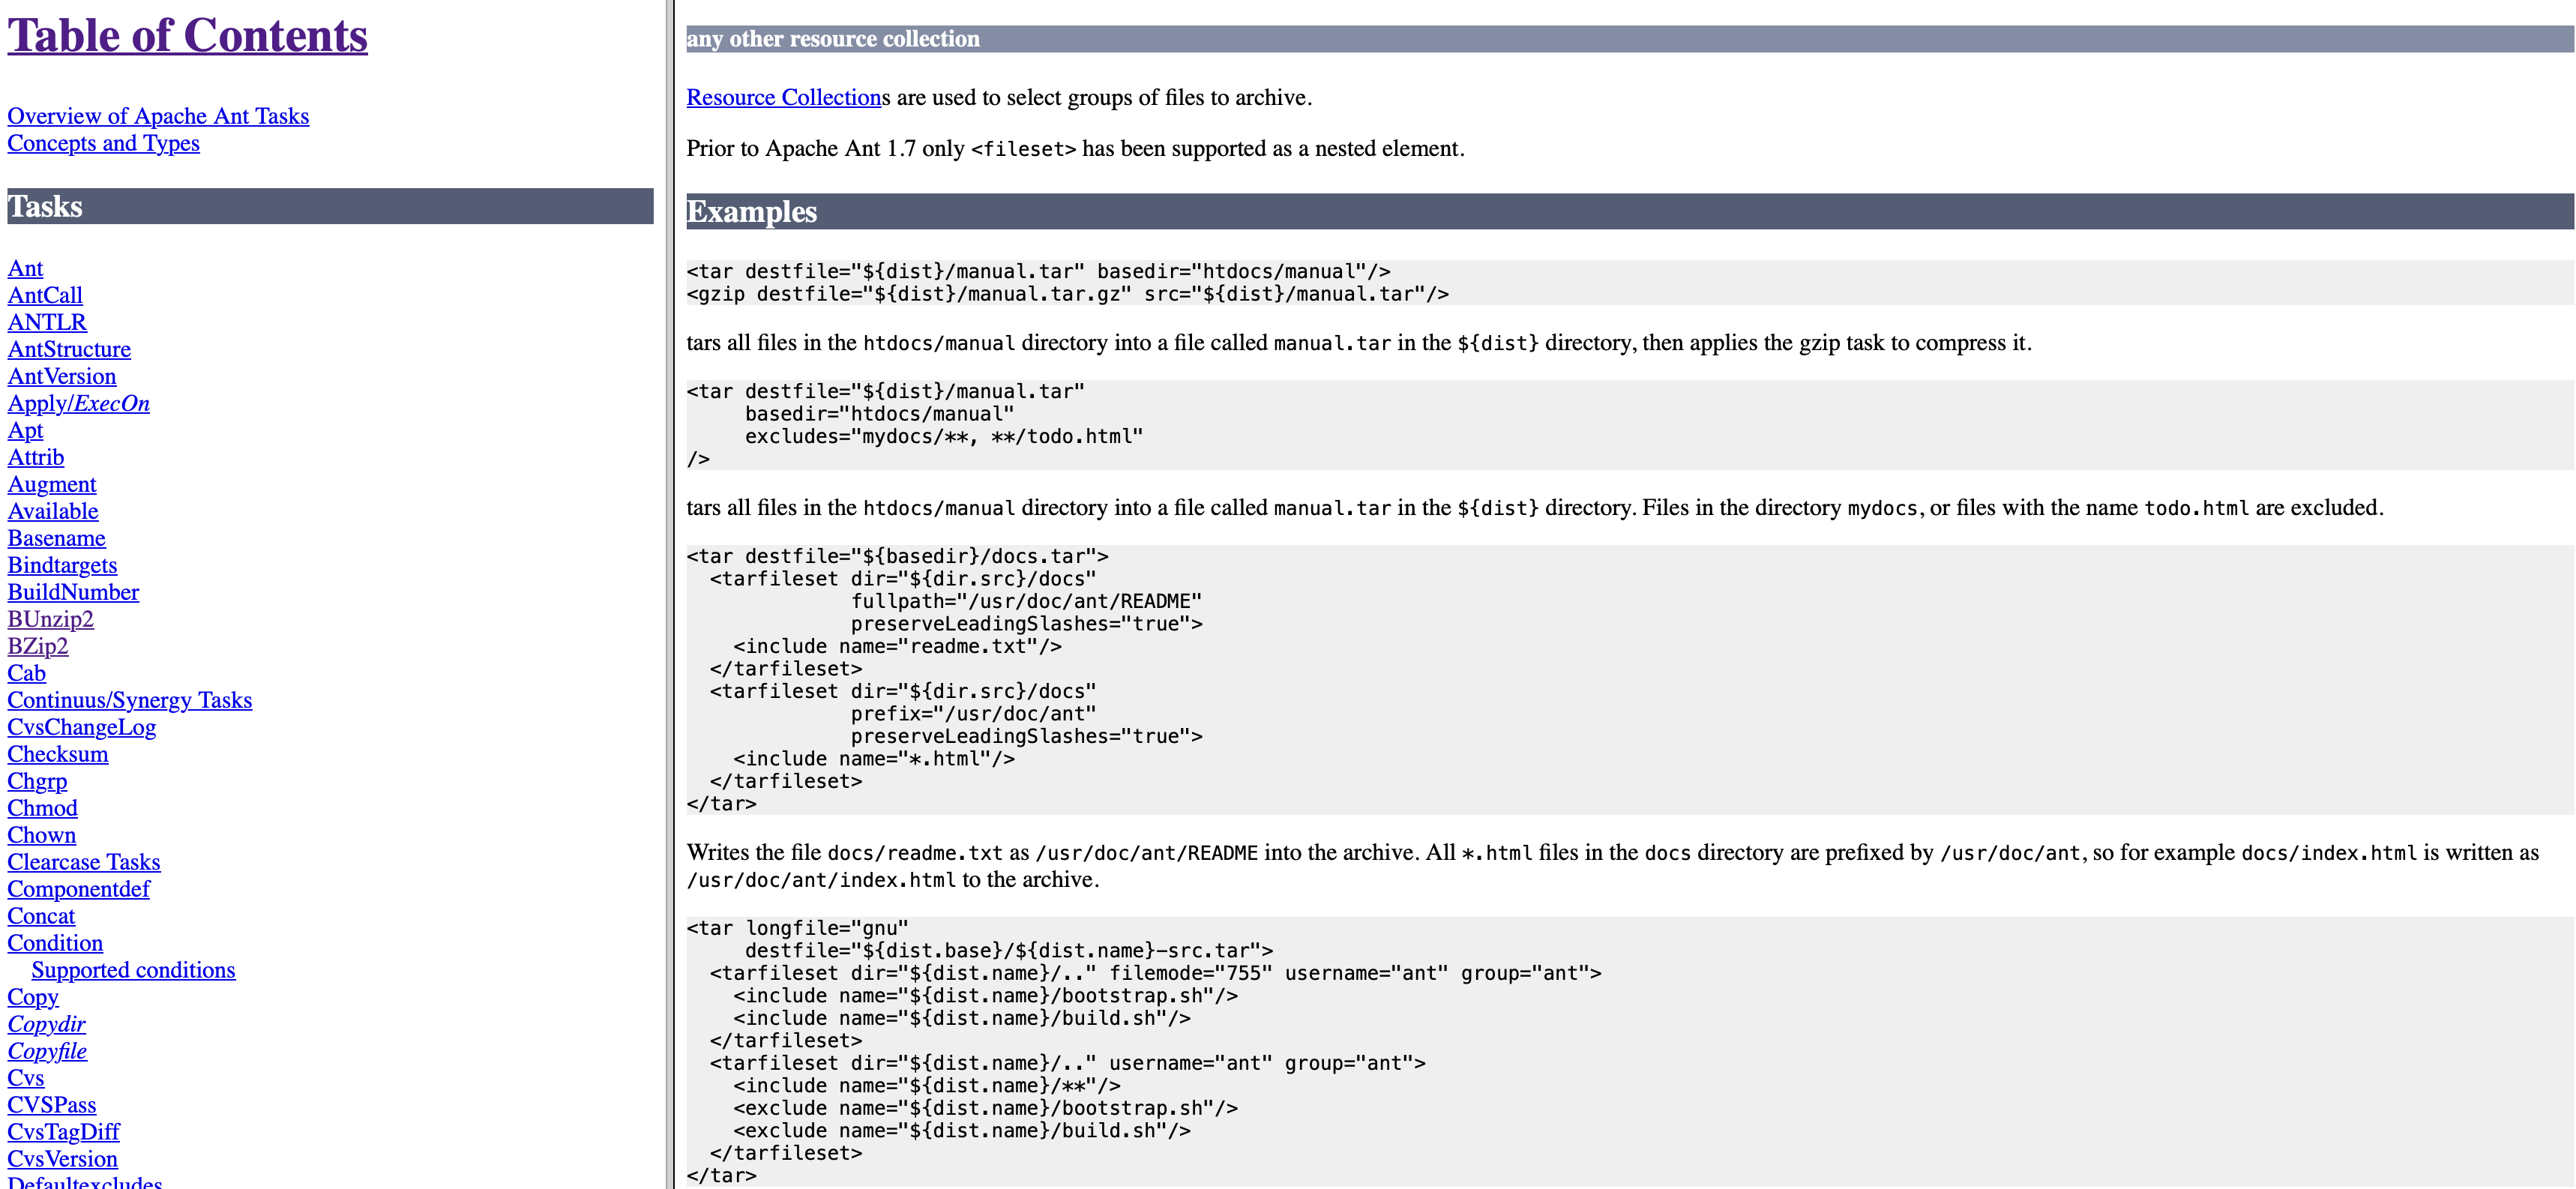 Table of Contents
Overview of Apache Ant Tasks
Concepts and Types
Tasks
Ant
AntCall
ANTLR
AntStructure
AntVersion
Apply/ExecOn
Apt
Attrib
Augment
Available
Basename
Bindtargets
BuildNumber
BUnzip2
BZip2
Cab
Continuus/Synergy Tasks
CvsChangeLog
Checksum
Chgrp
Chmod
Chown
Clearcase Tasks
Componentdef
Concat
Condition
Supported conditions
Copy
Copydir
Copyfile
Cvs
CVSPass
CvsTagDiff
CvsVersion
Defaultexcludes
any other resource collection
Resource Collections are used to select groups of files to archive.
Prior to Apache Ant 1.7 only <fileset> has been supported as a nested element.
Examples
<tar destfile="${dist}/manual.tar" basedir="htdocs/manual"/>
<gzip destfile="${dist}/manual.tar.gz" src="${dist}/manual.tar"/>
tars all files in the htdocs/manual directory into a file called manual.tar in the ${dist} directory, then applies the gzip task to compress it.
<tar destfile="${dist}/manual.tar"
     basedir="htdocs/manual"
     excludes="mydocs/**, **/todo.html"
/>
tars all files in the htdocs/manual directory into a file called manual.tar in the ${dist} directory. Files in the directory mydocs, or files with the name todo.html are excluded.
<tar destfile="${basedir}/docs.tar">
  <tarfileset dir="${dir.src}/docs"
              fullpath="/usr/doc/ant/README"
              preserveLeadingSlashes="true">
    <include name="readme.txt"/>
  </tarfileset>
  <tarfileset dir="${dir.src}/docs"
              prefix="/usr/doc/ant"
              preserveLeadingSlashes="true">
    <include name="*.html"/>
  </tarfileset>
</tar>
Writes the file docs/readme.txt as /usr/doc/ant/README into the archive. All *.html files in the docs directory are prefixed by /usr/doc/ant, so for example docs/index.html is written as
/usr/doc/ant/index.html to the archive.
<tar longfile="gnu"
     destfile="${dist.base}/${dist.name}-src.tar">
  <tarfileset dir="${dist.name}/.." filemode="755" username="ant" group="ant">
    <include name="${dist.name}/bootstrap.sh"/>
    <include name="${dist.name}/build.sh"/>
  </tarfileset>
  <tarfileset dir="${dist.name}/.." username="ant" group="ant">
    <include name="${dist.name}/**"/>
    <exclude name="${dist.name}/bootstrap.sh"/>
    <exclude name="${dist.name}/build.sh"/>
  </tarfileset>
</tar>